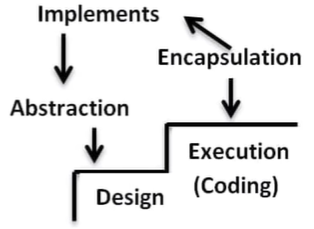 Implements
Encapsulation
Abstraction
Execution
(Coding)
Design